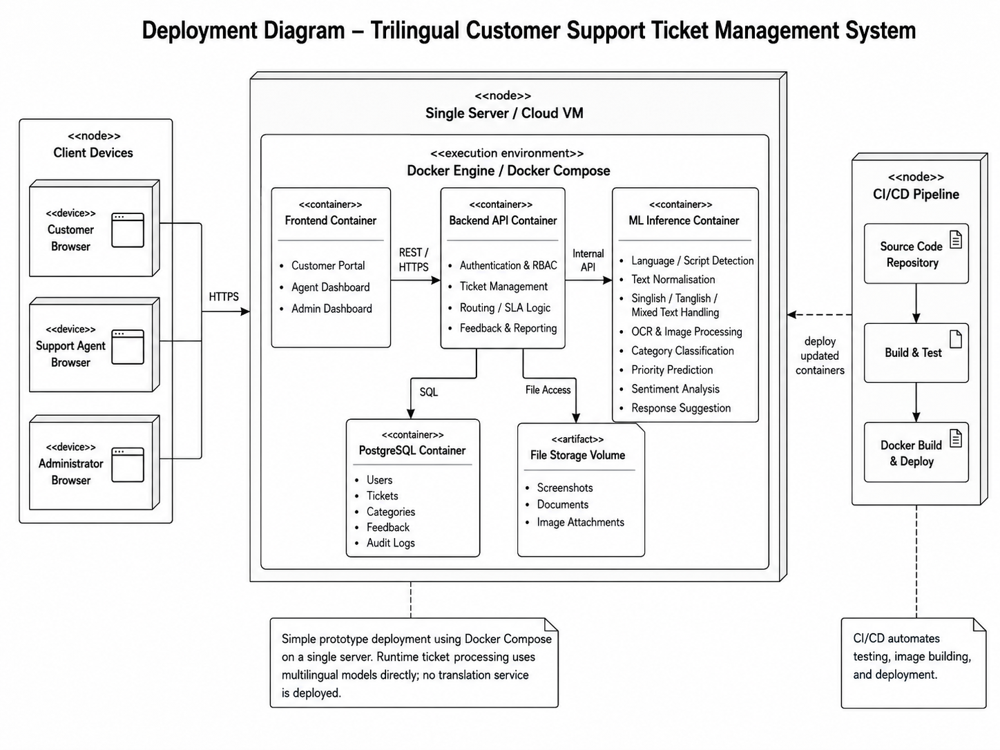 Deployment Diagram – Trilingual Customer Support Ticket Management System
<<node>>
Client Devices
<<device>>
Customer
Browser
<<device>>
Support Agent
Browser
<<device>>
Administrator
Browser
HTTPS
<<node>>
Single Server / Cloud VM
<<execution environment>>
Docker Engine / Docker Compose
<<container>>
Frontend Container
• Customer Portal
• Agent Dashboard
• Admin Dashboard
REST /
HTTPS
<<container>>
Backend API Container
• Authentication & RBAC
• Ticket Management
• Routing / SLA Logic
• Feedback & Reporting
Internal
API
<<container>>
ML Inference Container
• Language / Script Detection
• Text Normalisation
• Singlish / Tanglish /
Mixed Text Handling
• OCR & Image Processing
• Category Classification
• Priority Prediction
• Sentiment Analysis
• Response Suggestion
SQL
File Access
<<container>>
PostgreSQL Container
• Users
• Tickets
• Categories
• Feedback
• Audit Logs
<<artifact>>
File Storage Volume
• Screenshots
• Documents
• Image Attachments
deploy
updated
containers
<<node>>
CI/CD Pipeline
Source Code
Repository
Build & Test
Docker Build
& Deploy
Simple prototype deployment using Docker Compose
on a single server. Runtime ticket processing uses
multilingual models directly; no translation service
is deployed.
CI/CD automates
testing, image building,
and deployment.